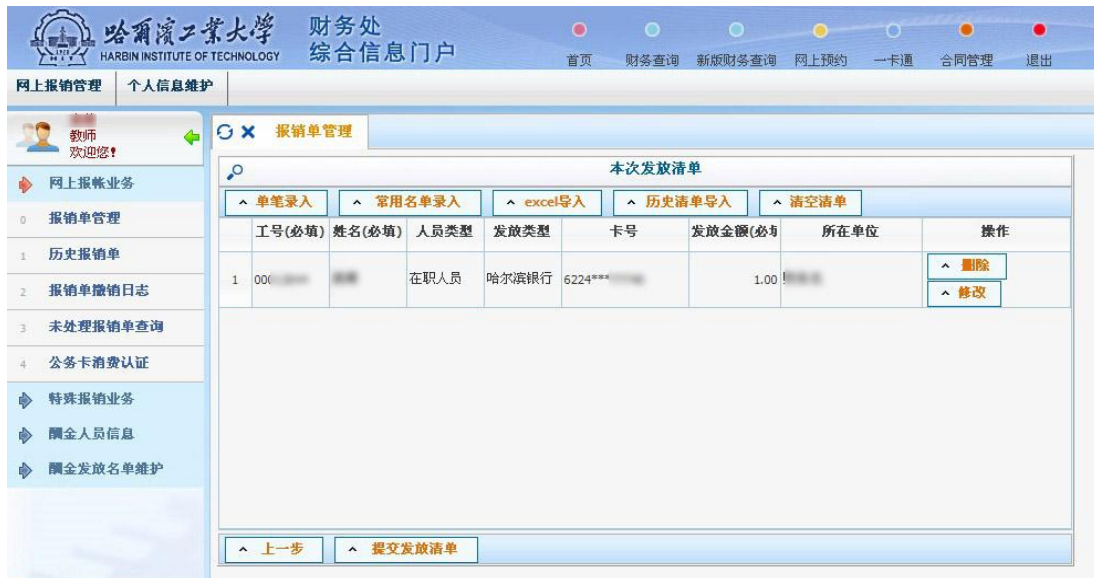 哈爾濱工業大學 财务处
HARBIN INSTITUTE OF TECHNOLOGY 综合信息门户
首页 财务查询 新版财务查询 网上预约 一卡通 合同管理 退出
网上报销管理 个人信息维护
教师
欢迎您!
报销单管理
网上报帐业务
0 报销单管理
1 历史报销单
2 报销单撤销日志
3 未处理报销单查询
4 公务卡消费认证
特殊报销业务
酬金人员信息
酬金发放名单维护
本次发放清单
单笔录入 常用名单录入 excel导入 历史清单导入 清空清单
工号(必填) 姓名(必填) 人员类型 发放类型 卡号 发放金额(必 所在单位 操作
1 000 在职人员 哈尔滨银行 6224*** 1.00 删除
修改
上一步 提交发放清单